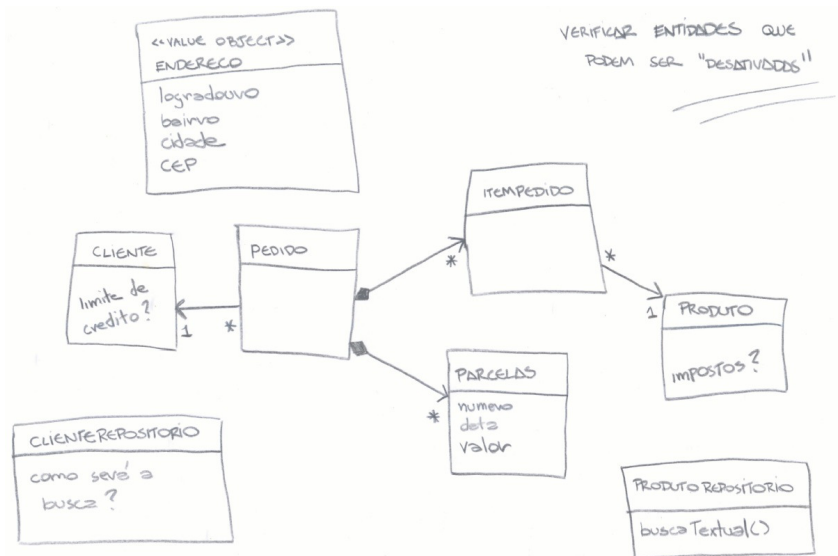 <<VALUE OBJECT>>
ENDERECO
logradouro
bairro
cidade
CEP
VERIFICAR ENTIDADES QUE
PODEM SER "DESATIVADAS"
ITEMPEDIDO
*
*
CLIENTE
limite de
credito?
1
*
PEDIDO
1
PRODUTO
impostos?
PARCELAS
numero
data
valor
*
CLIENTEREPOSITORIO
como será a
busca?
PRODUTO REPOSITORIO
buscaTextual()